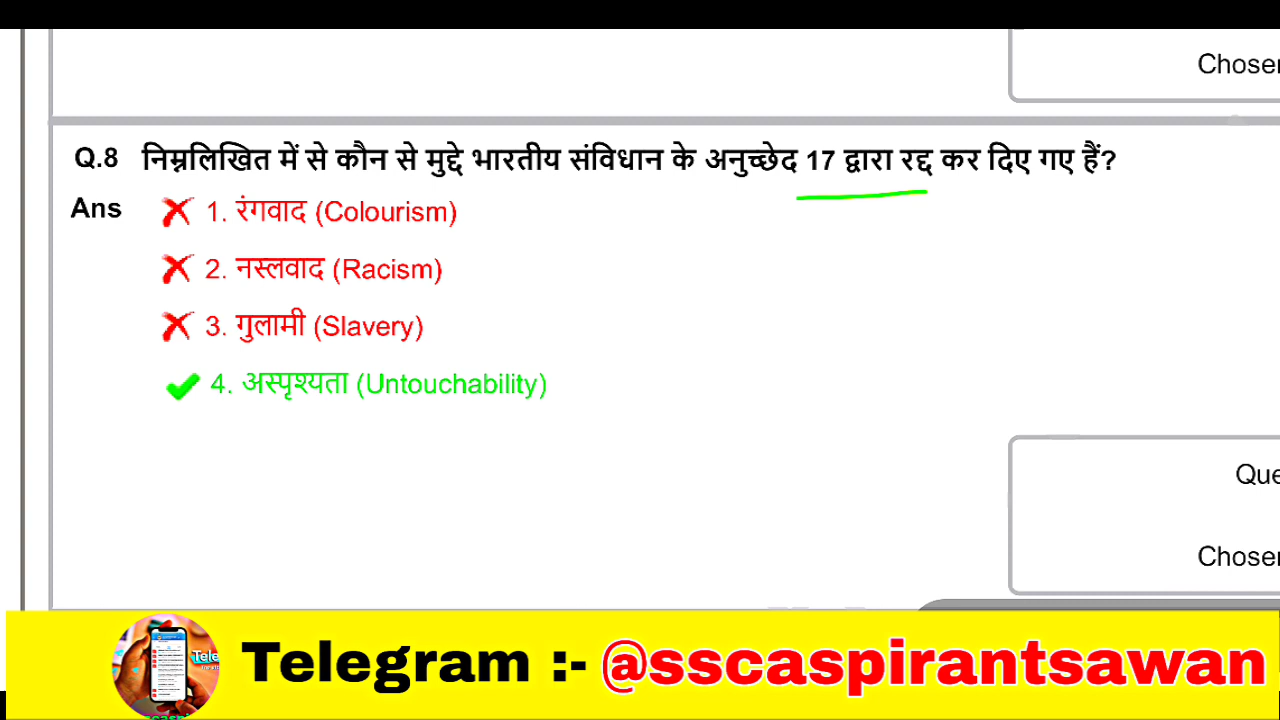 Chosen
Q.8 निम्नलिखित में से कौन से मुद्दे भारतीय संविधान के अनुच्छेद 17 द्वारा रद्द कर दिए गए हैं?
Ans 1. रंगवाद (Colourism)
2. नस्लवाद (Racism)
3. गुलामी (Slavery)
4. अस्पृश्यता (Untouchability)
Que
Chosen
Telegram :- @sscaspirantsawan